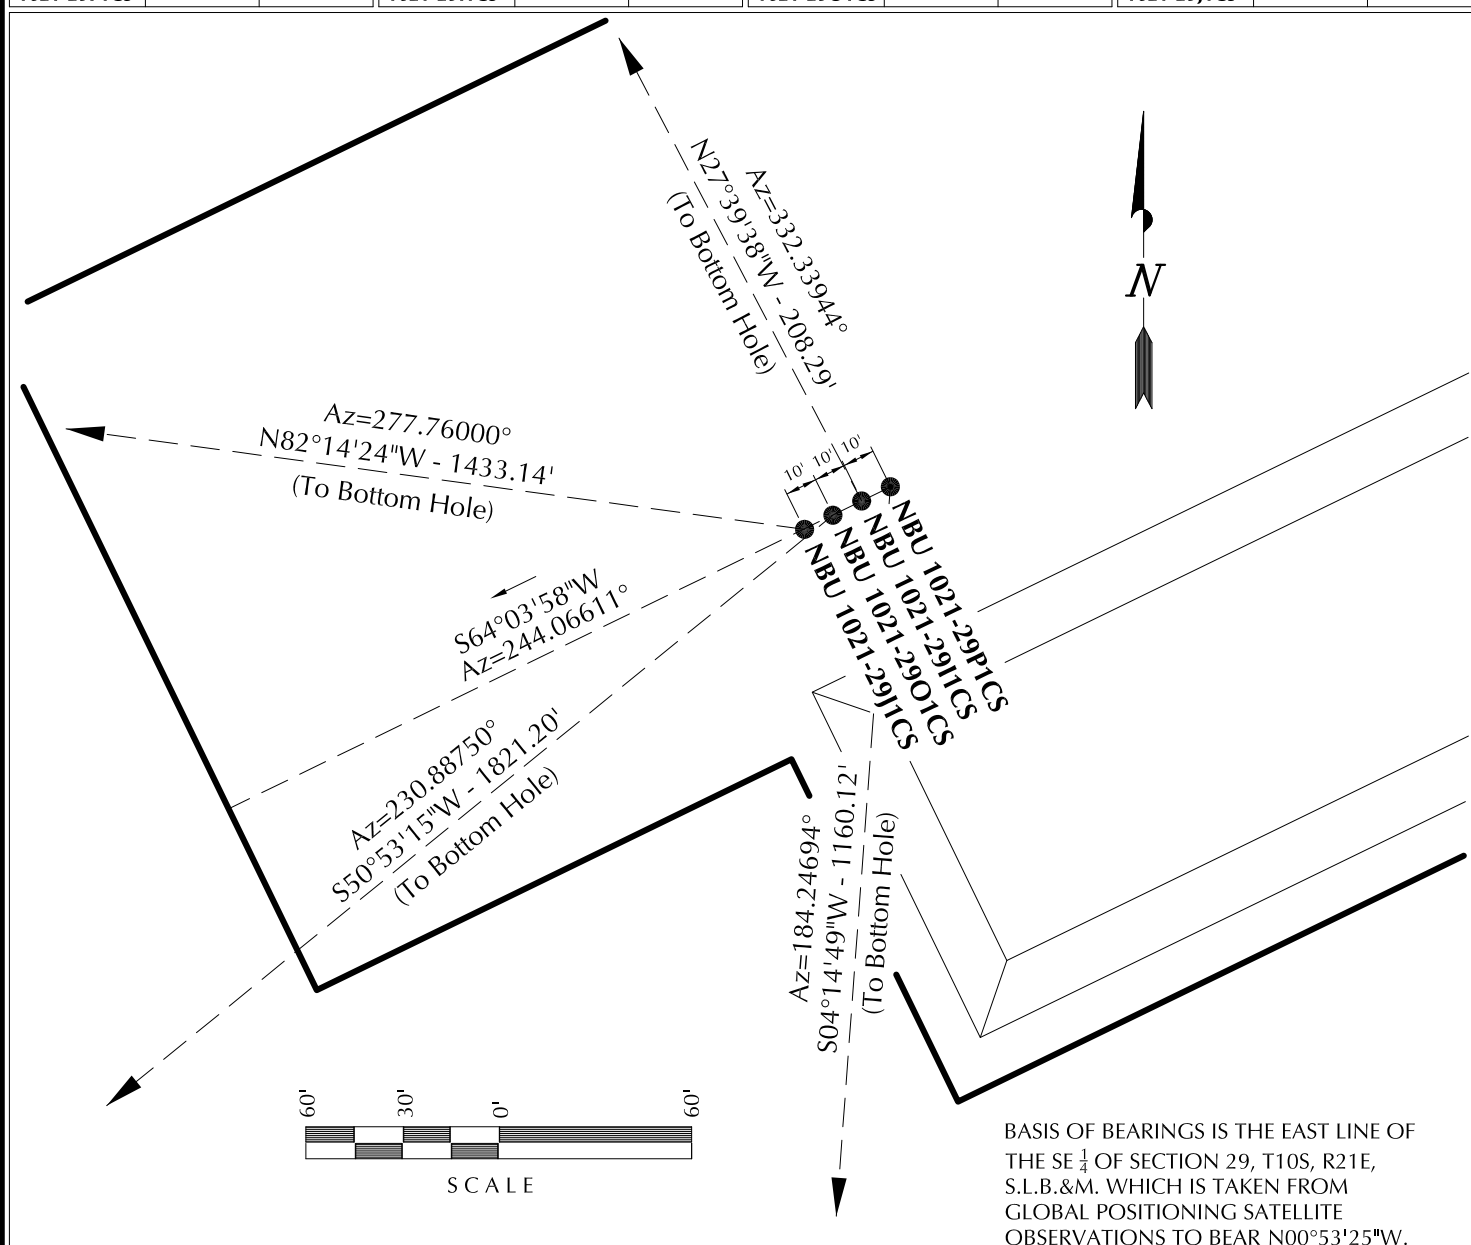 Az=332.33944°
N27°39'38"W - 208.29'
(To Bottom Hole)
N
Az=277.76000°
N82°14'24"W - 1433.14'
(To Bottom Hole)
10'
10'
10'
NBU 1021-29P1CS
NBU 1021-29I1CS
NBU 1021-29O1CS
NBU 1021-29J1CS
S64°03'58"W
Az=244.06611°
Az=230.88750°
S50°53'15"W - 1821.20'
(To Bottom Hole)
Az=184.24694°
S04°14'49"W - 1160.12'
(To Bottom Hole)
60'
30'
0'
60'
SCALE
BASIS OF BEARINGS IS THE EAST LINE OF
THE SE 1/4 OF SECTION 29, T10S, R21E,
S.L.B.&M. WHICH IS TAKEN FROM
GLOBAL POSITIONING SATELLITE
OBSERVATIONS TO BEAR N00°53'25"W.